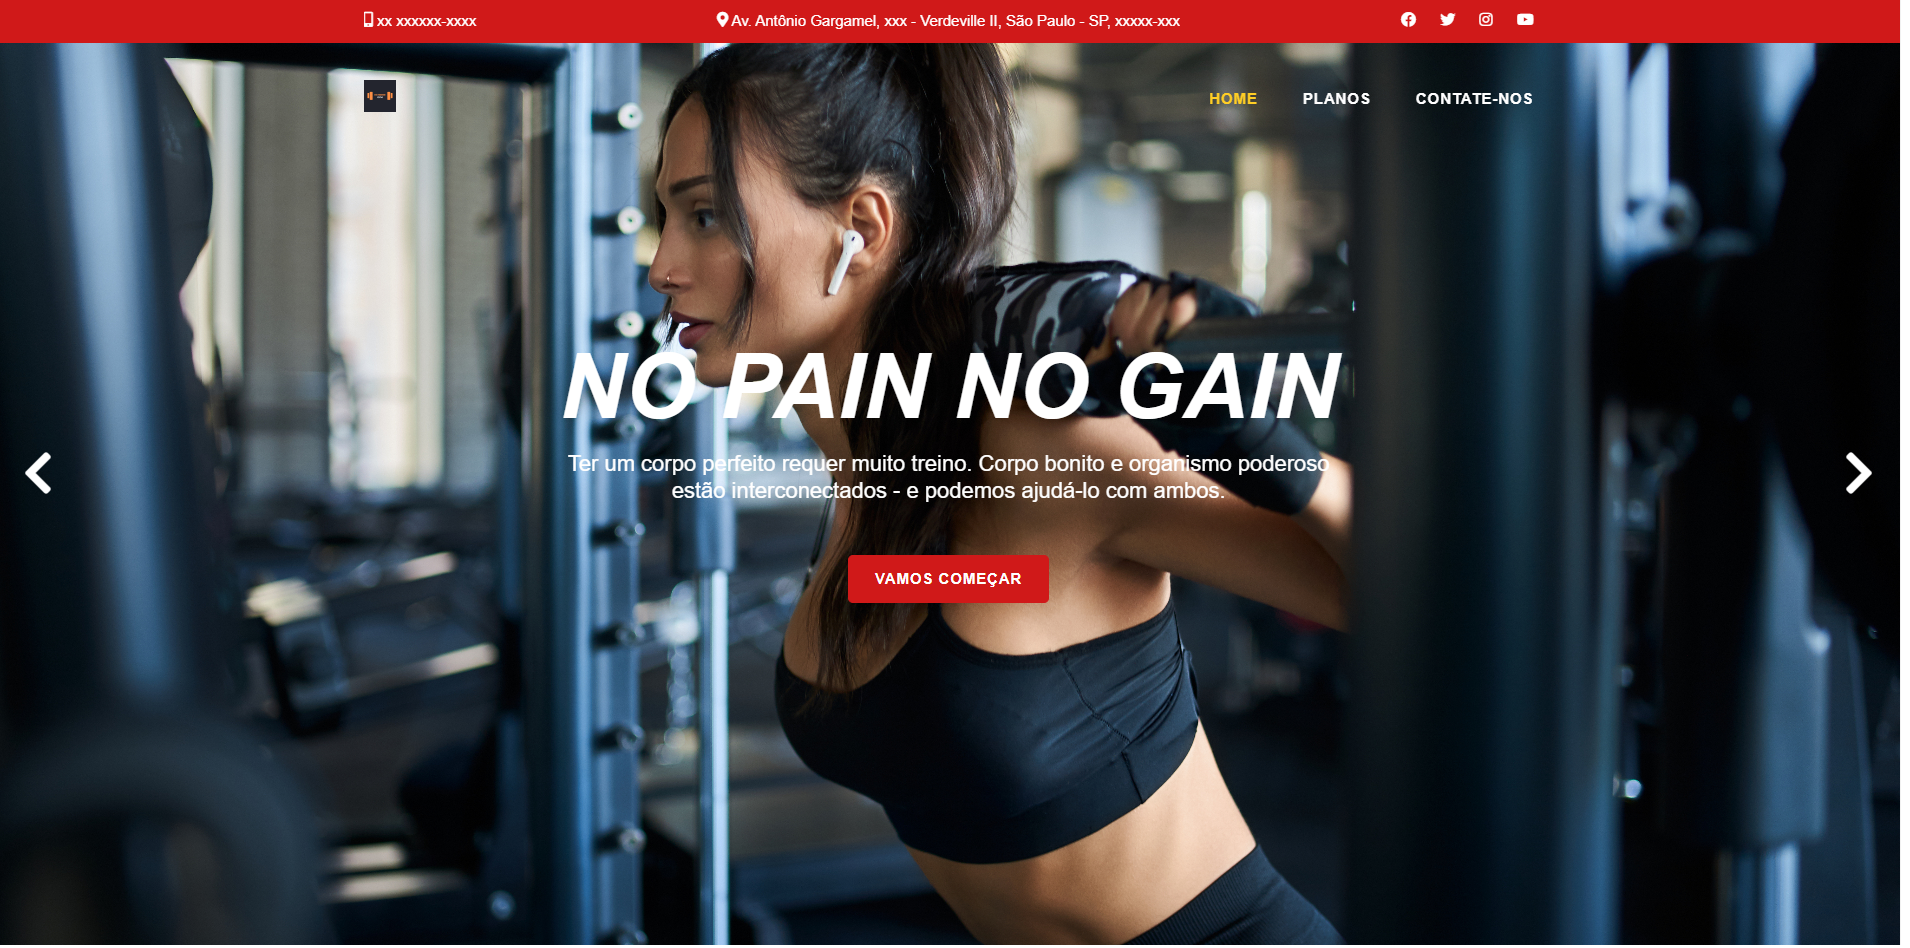 xx xxxxxx-xxxx
Av. Antônio Gargamel, xxx - Verdeville II, São Paulo - SP, xxxxx-xxx
HOME
PLANOS
CONTATE-NOS
NO PAIN NO GAIN
Ter um corpo perfeito requer muito treino. Corpo bonito e organismo poderoso
estão interconectados - e podemos ajudá-lo com ambos.
VAMOS COMEÇAR